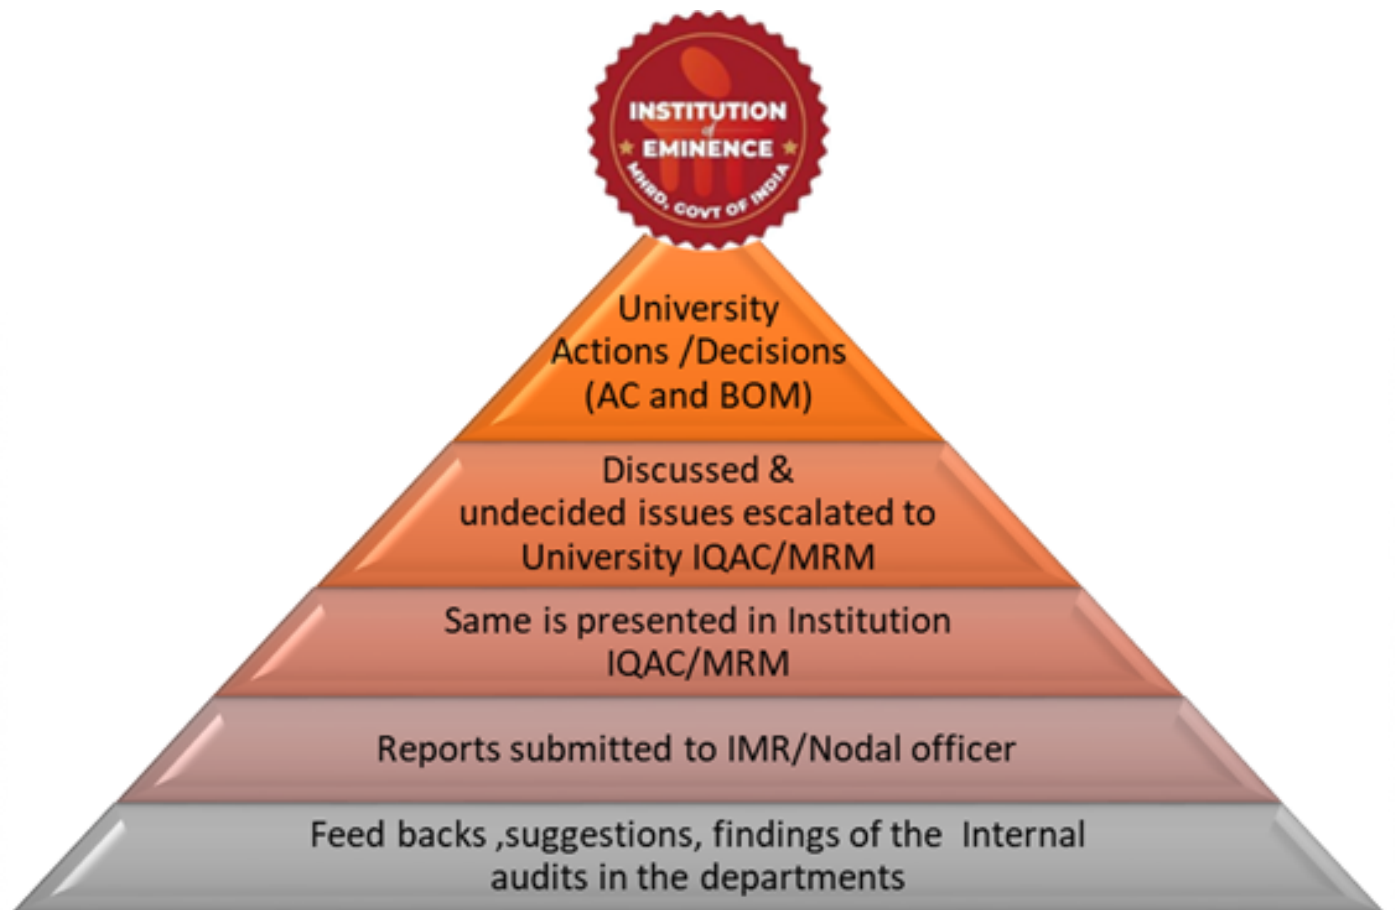 INSTITUTION
of
EMINENCE
MHRD, GOVT OF INDIA
University
Actions /Decisions
(AC and BOM)
Discussed &
undecided issues escalated to
University IQAC/MRM
Same is presented in Institution
IQAC/MRM
Reports submitted to IMR/Nodal officer
Feed backs ,suggestions, findings of the  Internal
audits in the departments